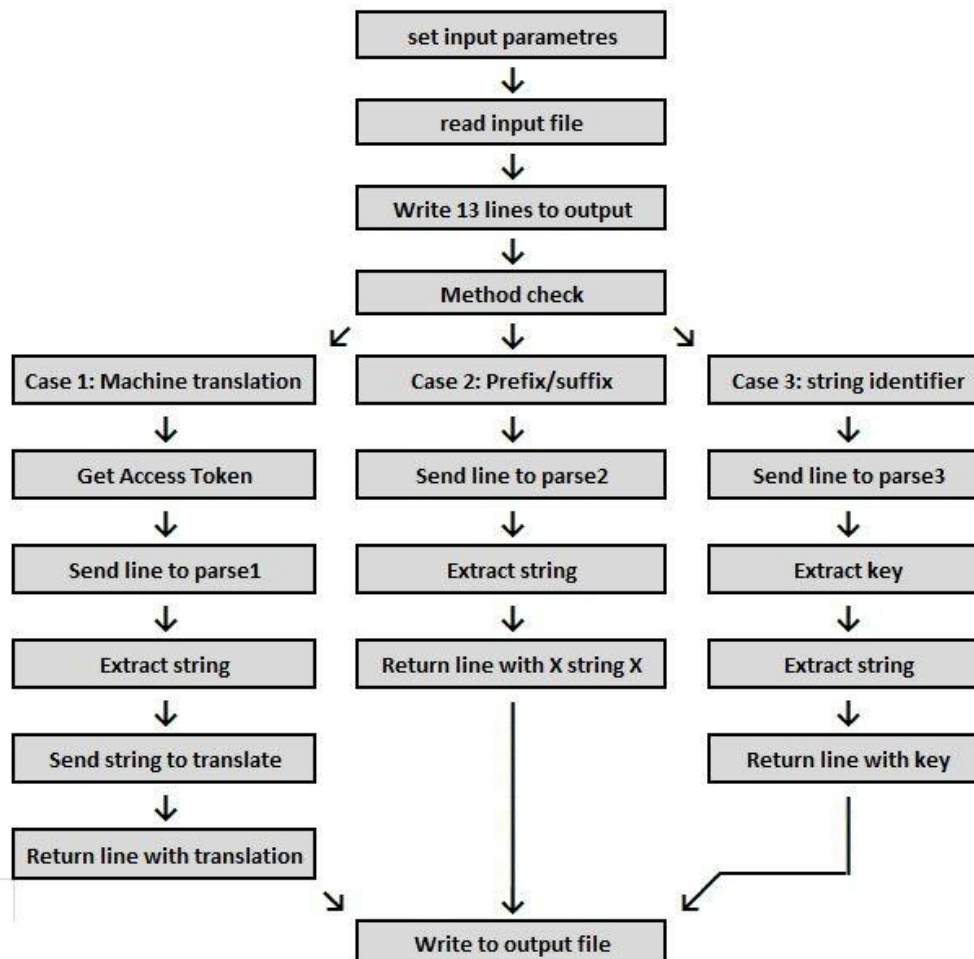 set input parametres
read input file
Write 13 lines to output
Method check
Case 1: Machine translation
Get Access Token
Send line to parse1
Extract string
Send string to translate
Return line with translation
Case 2: Prefix/suffix
Send line to parse2
Extract string
Return line with X string X
Case 3: string identifier
Send line to parse3
Extract key
Extract string
Return line with key
Write to output file